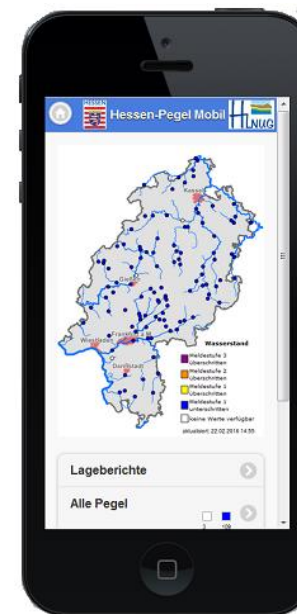 HESSEN
Hessen-Pegel Mobil
HLNUG
Kassel
Gießen
Wiesbaden
Frankfurt a.M.
Darmstadt
Wasserstand
Meldestufe 3
überschritten
Meldestufe 2
überschritten
Meldestufe 1
überschritten
Meldestufe 1
unterschritten
keine Werte verfügbar
aktualisiert: 22.02.2018 14:55
Lageberichte
Alle Pegel